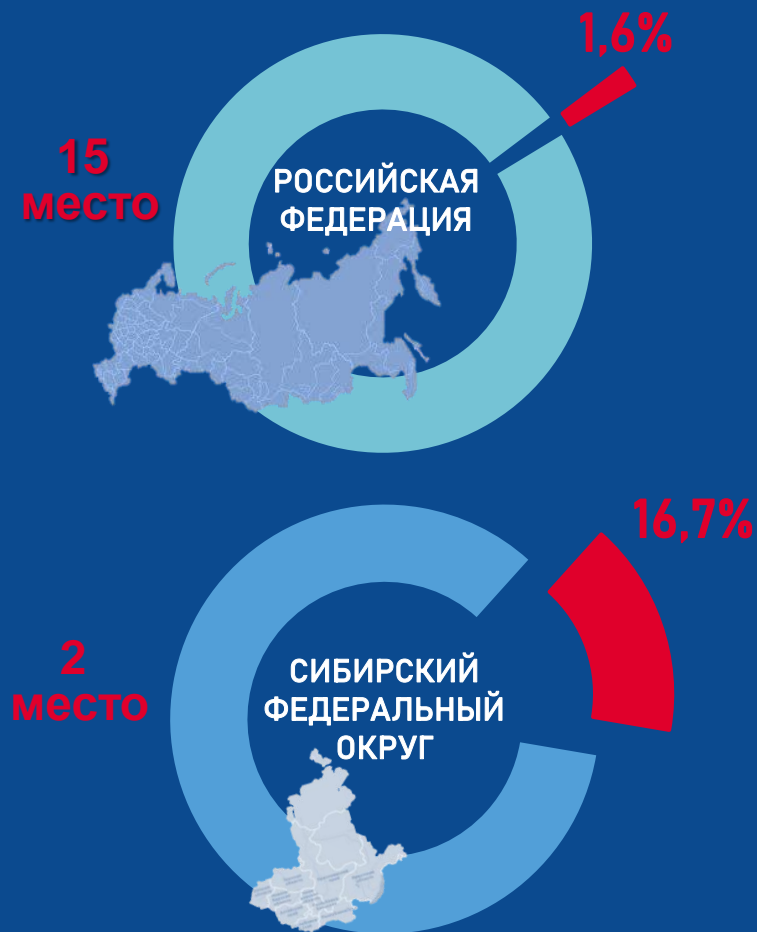 1,6%
15
место
РОССИЙСКАЯ
ФЕДЕРАЦИЯ
16,7%
2
место
СИБИРСКИЙ
ФЕДЕРАЛЬНЫЙ
ОКРУГ